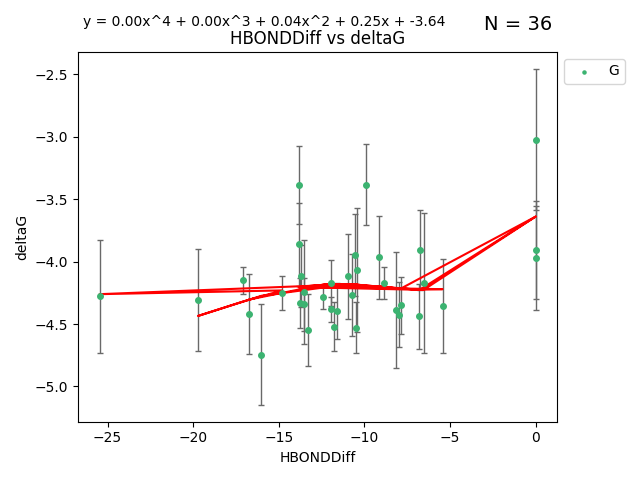 y = 0.00x^4 + 0.00x^3 + 0.04x^2 + 0.25x + -3.64
N = 36
HBONDDiff vs deltaG
G
−2.5
−3.0
−3.5
−4.0
−4.5
−5.0
deltaG
−25
−20
−15
−10
−5
0
HBONDDiff